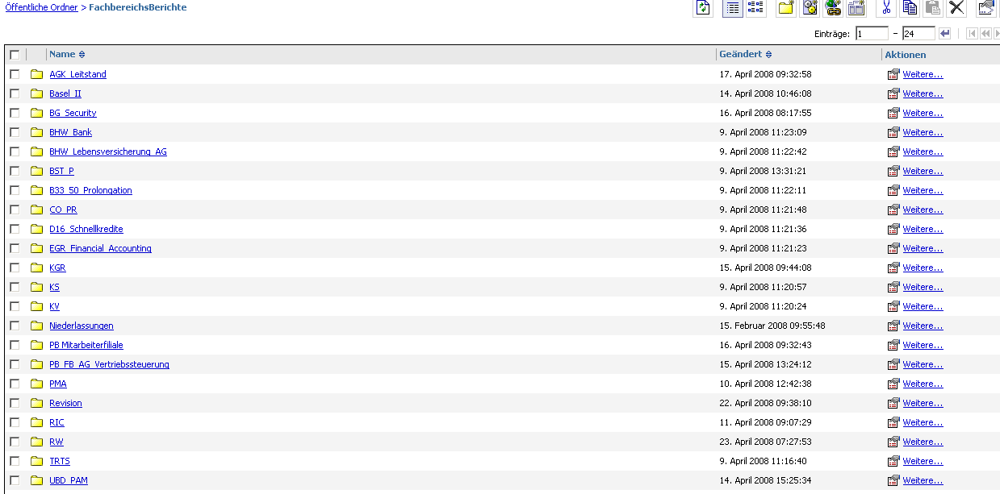 Öffentliche Ordner > FachbereichsBerichte
Einträge: 1 - 24
Name Geändert Aktionen
AGK_Leitstand 17. April 2008 09:32:58 Weitere...
Basel_II 14. April 2008 10:46:08 Weitere...
BG_Security 16. April 2008 08:17:55 Weitere...
BHW_Bank 9. April 2008 11:23:09 Weitere...
BHW_Lebensversicherung_AG 9. April 2008 11:22:42 Weitere...
BST_P 9. April 2008 13:31:21 Weitere...
B33_50_Prolongation 9. April 2008 11:22:11 Weitere...
CO_PR 9. April 2008 11:21:48 Weitere...
D16_Schnellkredite 9. April 2008 11:21:36 Weitere...
EGR_Financial_Accounting 9. April 2008 11:21:23 Weitere...
KGR 15. April 2008 09:44:08 Weitere...
KS 9. April 2008 11:20:57 Weitere...
KV 9. April 2008 11:20:24 Weitere...
Niederlassungen 15. Februar 2008 09:55:48 Weitere...
PB Mitarbeiterfiliale 16. April 2008 09:32:43 Weitere...
PB_FB_AG_Vertriebssteuerung 15. April 2008 13:24:12 Weitere...
PMA 10. April 2008 12:42:38 Weitere...
Revision 22. April 2008 09:38:10 Weitere...
RIC 11. April 2008 09:07:29 Weitere...
RW 23. April 2008 07:27:53 Weitere...
TRTS 9. April 2008 11:16:40 Weitere...
UBD_PAM 14. April 2008 15:25:34 Weitere...